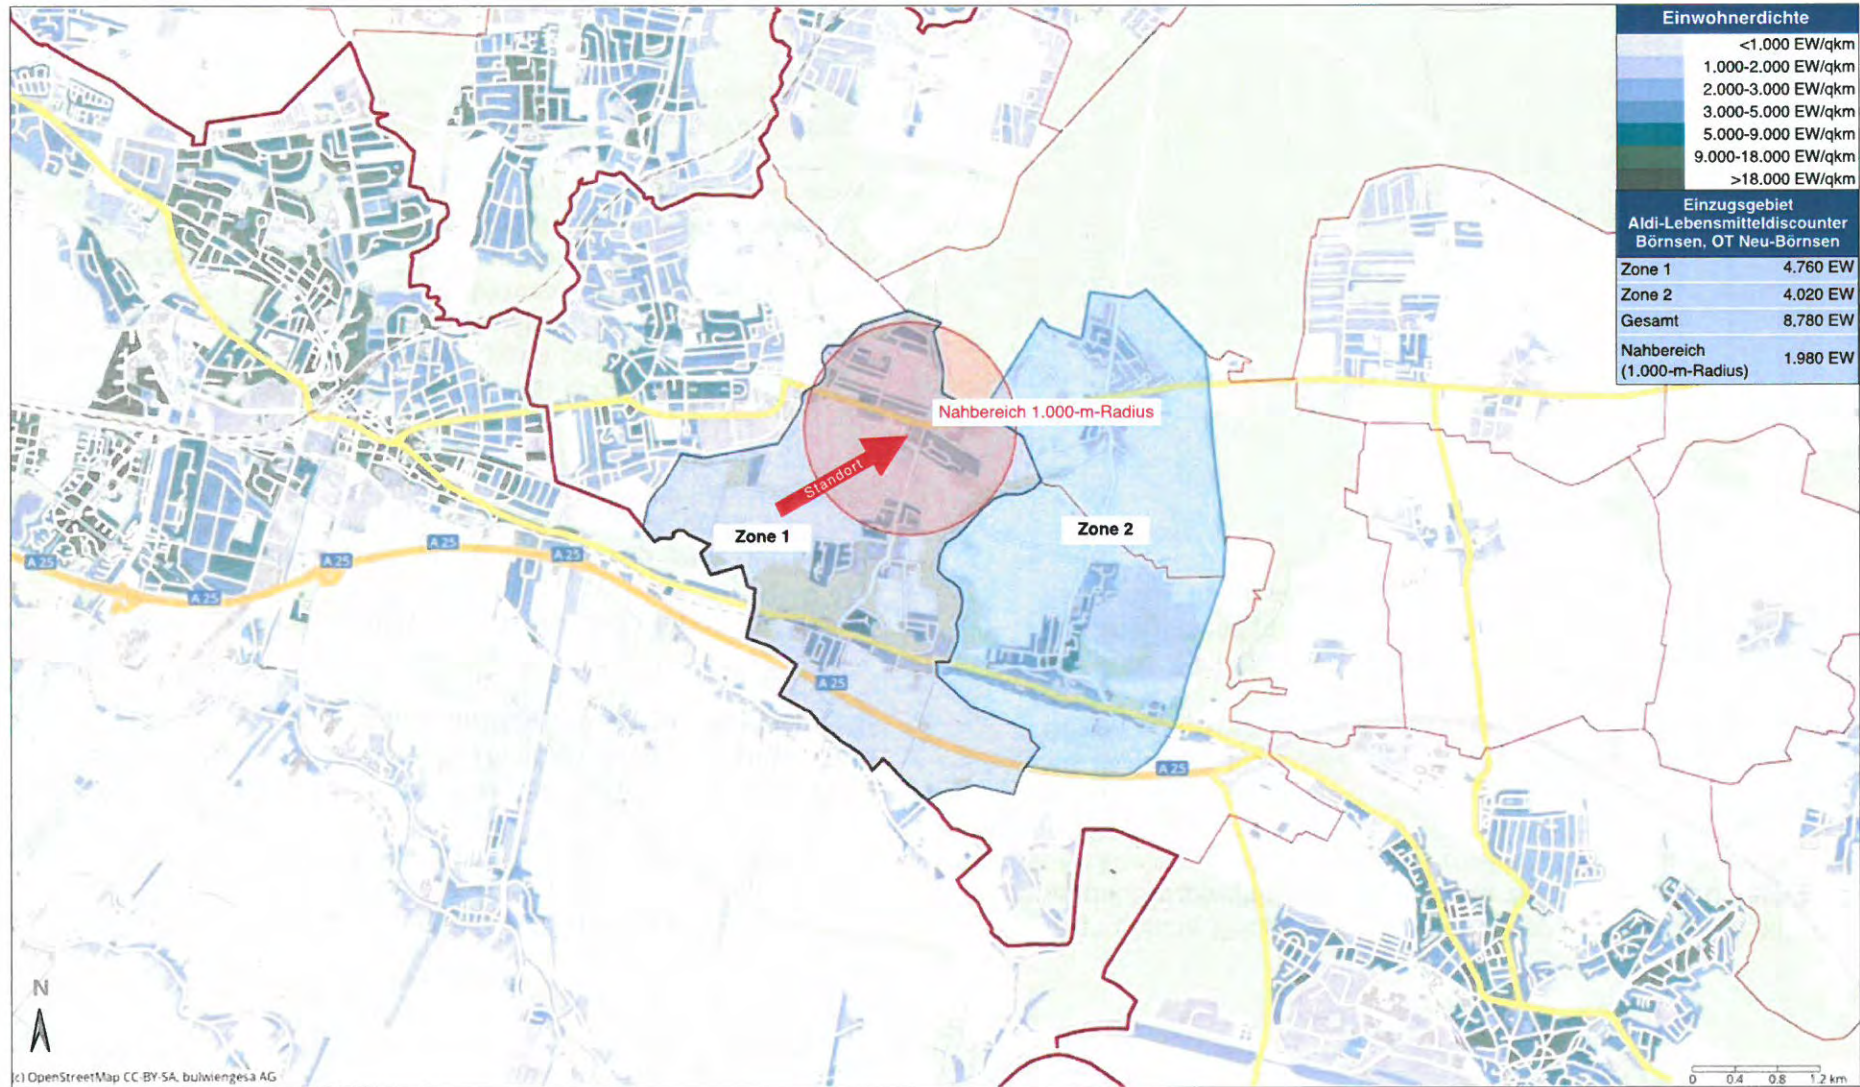 Einwohnerdichte
<1.000 EW/qkm
1.000-2.000 EW/qkm
2.000-3.000 EW/qkm
3.000-5.000 EW/qkm
5.000-9.000 EW/qkm
9.000-18.000 EW/qkm
>18.000 EW/qkm
Einzugsgebiet
Aldi-Lebensmitteldiscounter
Börnsen, OT Neu-Börnsen
Zone 1 4.760 EW
Zone 2 4.020 EW
Gesamt 8.780 EW
Nahbereich
(1.000-m-Radius) 1.980 EW
Nahbereich 1.000-m-Radius
Standort
Zone 1
Zone 2
A 25
A 25
A 25
A 25
A 25
A 25
A 25
N
(c) OpenStreetMap CC-BY-SA, bulwiengesa AG
0 0.4 0.8 1.2 km